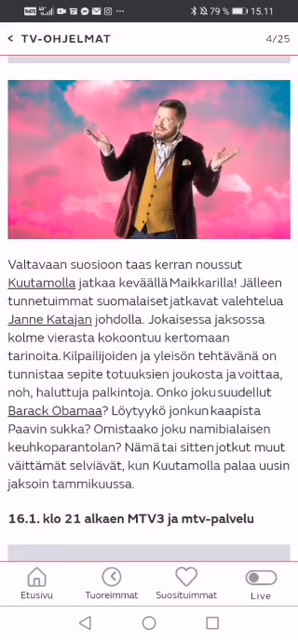 79 % 15.11
< TV-OHJELMAT 4/25
Valtavaan suosioon taas kerran noussut
Kuutamolla jatkaa keväällä Maikkarilla! Jälleen
tunnetuimmat suomalaiset jatkavat valehtelua
Janne Katajan johdolla. Jokaisessa jaksossa
kolme vierasta kokoontuu kertomaan
tarinoita. Kilpailijoiden ja yleisön tehtävänä on
tunnistaa sepite totuuksien joukosta ja voittaa,
noh, haluttuja palkintoja. Onko joku suudellut
Barack Obamaa? Löytyykö jonkun kaapista
Paavin sukka? Omistaako joku namibialaisen
keuhkoparantolan? Nämä tai sitten jotkut muut
väittämät selviävät, kun Kuutamolla palaa uusin
jaksoin tammikuussa.
16.1. klo 21 alkaen MTV3 ja mtv-palvelu
Etusivu Tuoreimmat Suosituimmat Live